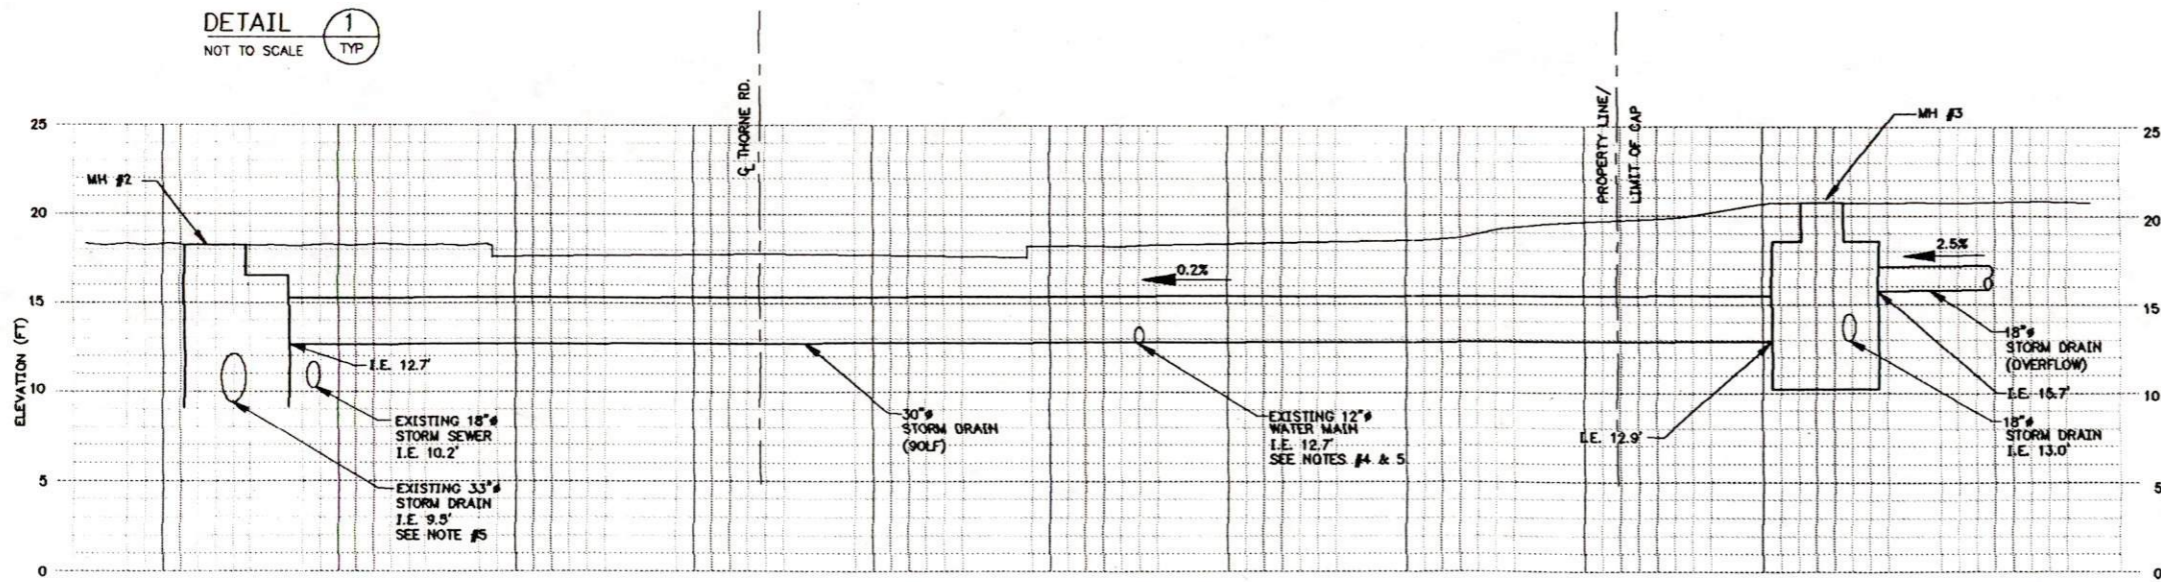 DETAIL 1
NOT TO SCALE TYP
℄ THORNE RD.
PROPERTY LINE/
LIMIT OF CAP
MH #3
25
25
MH #2
20
20
2.5%
0.2%
15
15
ELEVATION (FT)
18"ø
STORM DRAIN
(OVERFLOW)
I.E. 12.7'
10
10
I.E. 15.7'
EXISTING 18"ø
STORM SEWER
I.E. 10.2'
30"ø
STORM DRAIN
(90LF)
EXISTING 12"ø
WATER MAIN
I.E. 12.7'
SEE NOTES #4 & 5
I.E. 12.9'
18"ø
STORM DRAIN
I.E. 13.0'
5
5
EXISTING 33"ø
STORM DRAIN
I.E. 9.5'
SEE NOTE #5
0
0